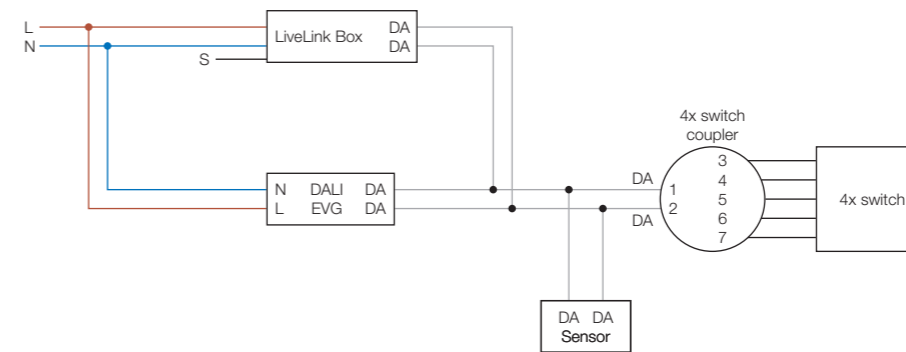 L
N
S
LiveLink Box
DA
DA
N DALI DA
L EVG DA
DA
DA
4x switch
coupler
1
2
3
4
5
6
7
4x switch
DA DA
Sensor